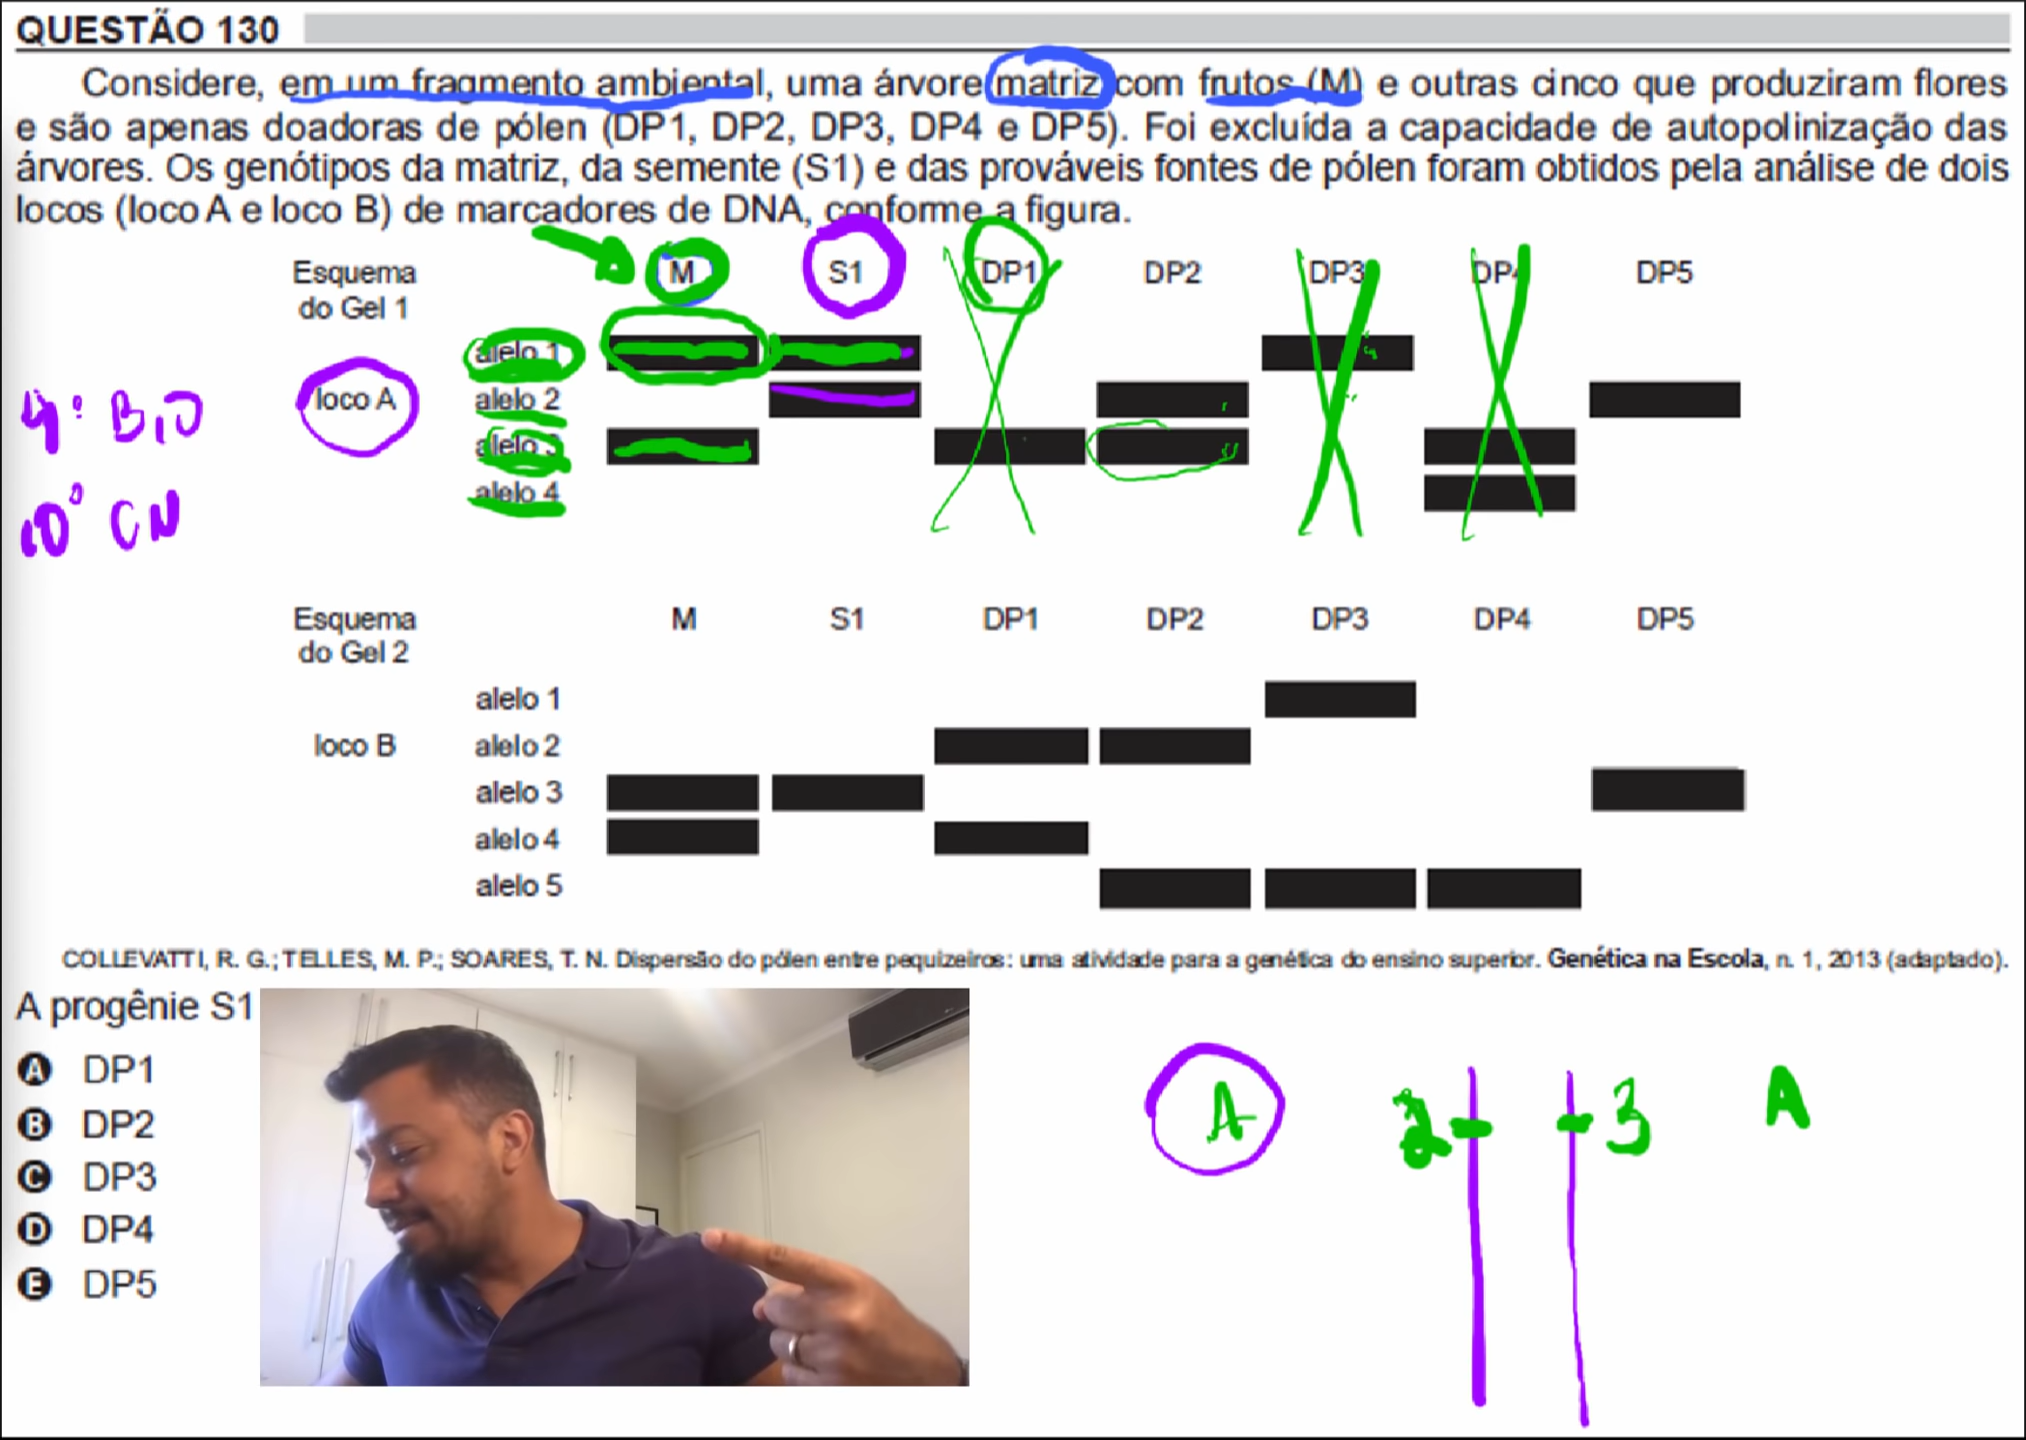 QUESTÃO 130
Considere, em um fragmento ambiental, uma árvore matriz com frutos (M) e outras cinco que produziram flores
e são apenas doadoras de pólen (DP1, DP2, DP3, DP4 e DP5). Foi excluída a capacidade de autopolinização das
árvores. Os genótipos da matriz, da semente (S1) e das prováveis fontes de pólen foram obtidos pela análise de dois
locos (loco A e loco B) de marcadores de DNA, conforme a figura.
Esquema M S1 DP1 DP2 DP3 DP4 DP5
do Gel 1
alelo 1
4º BIO loco A alelo 2
alelo 3
10º CN alelo 4
Esquema M S1 DP1 DP2 DP3 DP4 DP5
do Gel 2
alelo 1
loco B alelo 2
alelo 3
alelo 4
alelo 5
COLLEVATTI, R. G.; TELLES, M. P.; SOARES, T. N. Dispersão do pólen entre pequizeiros: uma atividade para a genética do ensino superior. Genética na Escola, n. 1, 2013 (adaptado).
A progênie S1
A DP1
B DP2
C DP3
D DP4
E DP5
A 2 3 A